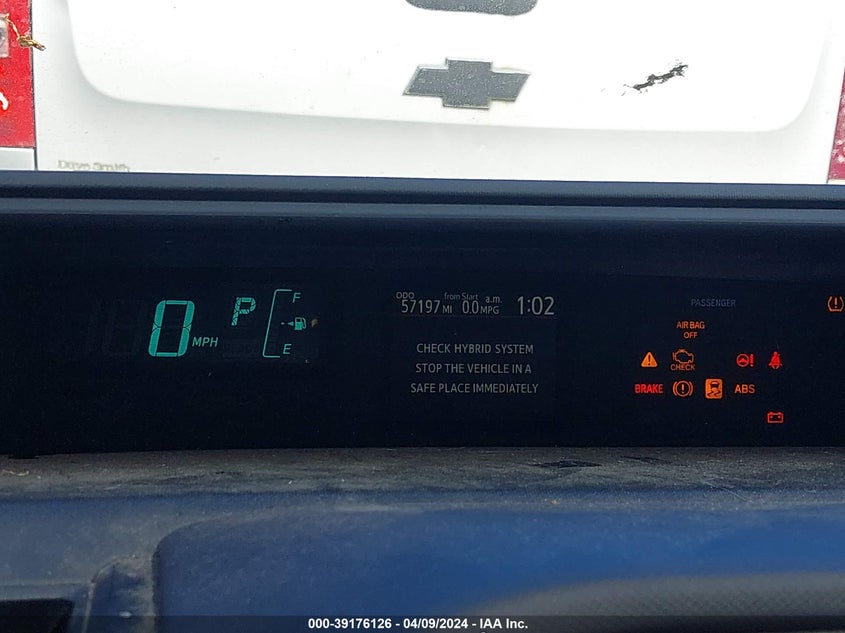 Dave Smith
0 MPH
P
F
E
ODO 57197 MI
from Start 0.0 MPG
a.m. 1:02
CHECK HYBRID SYSTEM
STOP THE VEHICLE IN A
SAFE PLACE IMMEDIATELY
PASSENGER
AIR BAG
OFF
CHECK
BRAKE
ABS
000-39176126 - 04/09/2024 - IAA Inc.